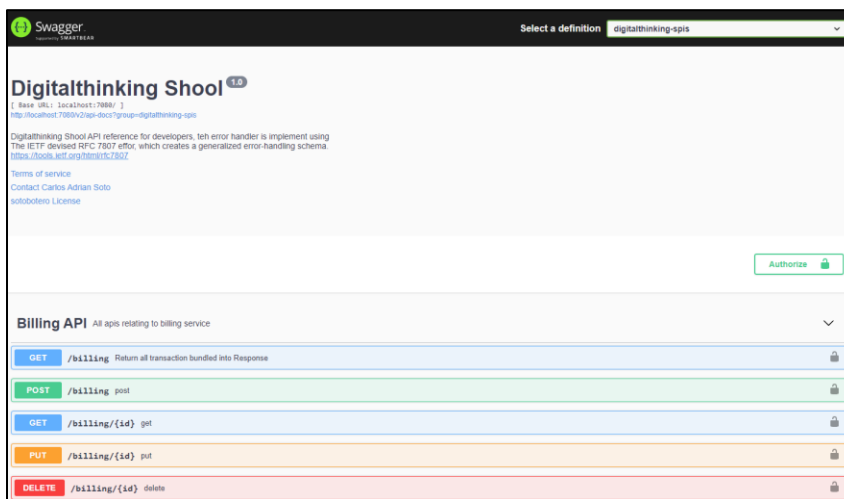 Swagger
Supported by SMARTBEAR
Select a definition
digitalthinking-spis
Digitalthinking Shool 1.0
[ Base URL: localhost:7080/ ]
http://localhost:7080/v2/api-docs?group=digitalthinking-spis
Digitalthinking Shool API reference for developers, teh error handler is implement using
The IETF devised RFC 7807 effor, which creates a generalized error-handling schema.
https://tools.ietf.org/html/rfc7807
Terms of service
Contact Carlos Adrian Soto
sotobotero License
Authorize
Billing API All apis relating to billing service
GET /billing Return all transaction bundled into Response
POST /billing post
GET /billing/{id} get
PUT /billing/{id} put
DELETE /billing/{id} delete